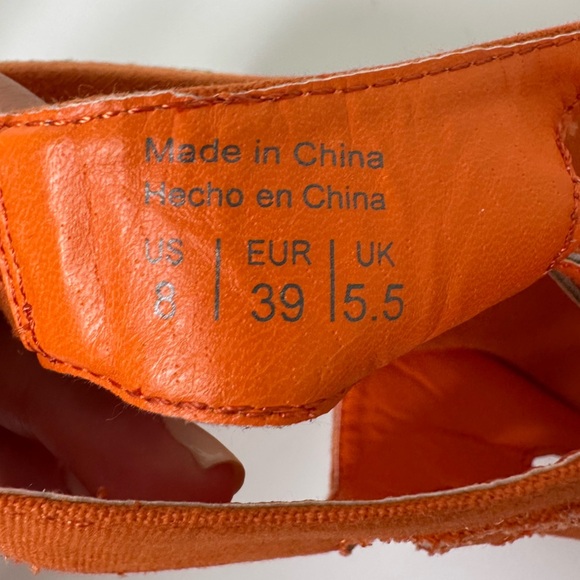 Made in China
Hecho en China
US | EUR | UK
8 | 39 | 5.5